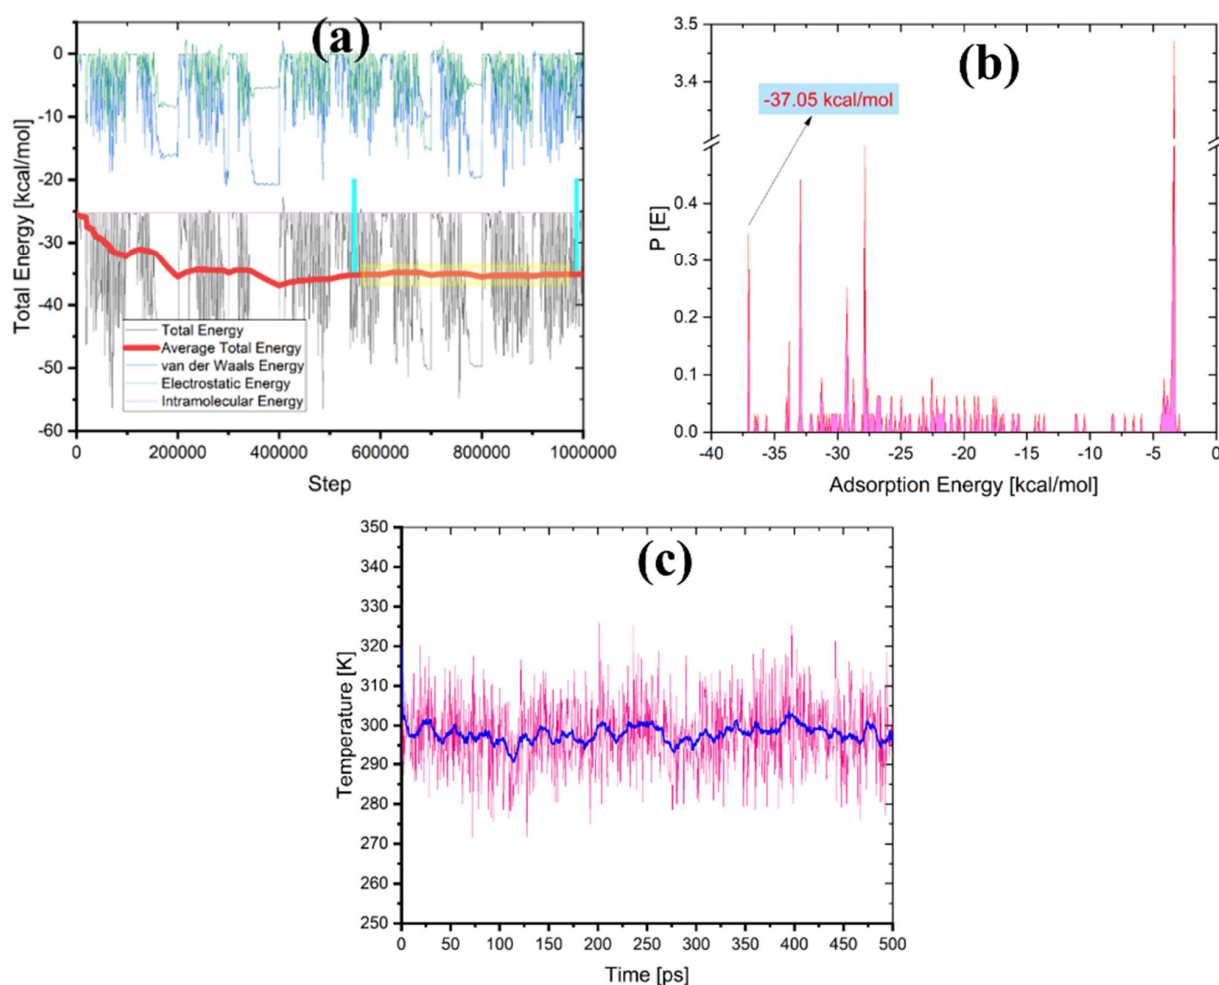 (a)
Total Energy [kcal/mol]
0
-10
-20
-30
-40
-50
-60
Total Energy
Average Total Energy
van der Waals Energy
Electrostatic Energy
Intramolecular Energy
0 200000 400000 600000 800000 1000000
Step
(b)
-37.05 kcal/mol
P [E]
3.5
3.4
0.4
0.3
0.2
0.1
0.0
-40 -35 -30 -25 -20 -15 -10 -5 0
Adsorption Energy [kcal/mol]
(c)
Temperature [K]
350
340
330
320
310
300
290
280
270
260
250
0 50 100 150 200 250 300 350 400 450 500
Time [ps]